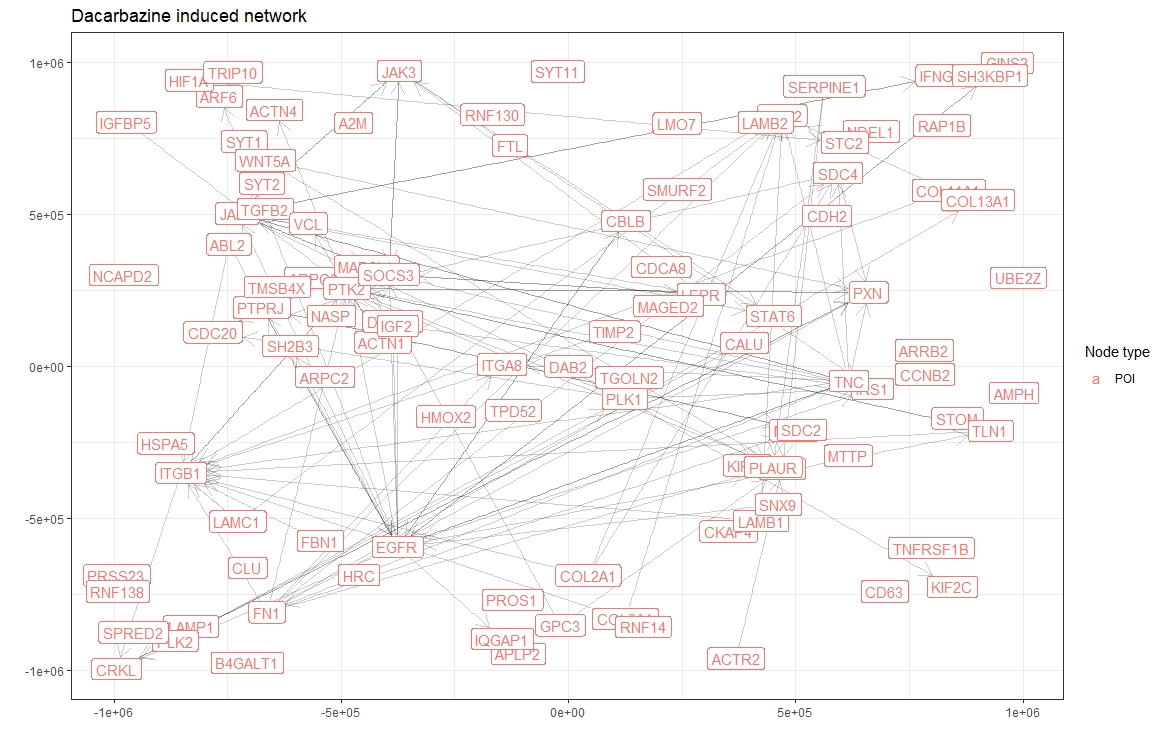 Dacarbazine induced network
1e+06
5e+05
0e+00
-5e+05
-1e+06
GINS2
TRIP10
JAK3
SYT11
IFNG
SH3KBP1
HIF1A
SERPINE1
ARF6
ACTN4
RNF130
IGFBP5
A2M
LMO7
LAMB2
RAP1B
NDEL1
SYT1
FTL
STC2
WNT5A
SDC4
SYT2
SMURF2
COL11A1
COL13A1
TGFB2
VCL
CBLB
CDH2
ABL2
NCAPD2
SOCS3
CDCA8
UBE2Z
TMSB4X
PTK2
LEPR
PXN
PTPRJ
MAGED2
NASP
STAT6
IGF2
CDC20
TIMP2
SH2B3
ACTN1
CALU
ARRB2
ARPC2
ITGA8
DAB2
TGOLN2
CCNB2
TNC
AMPH
PLK1
HMOX2
TPD52
STOM
HSPA5
SDC2
TLN1
ITGB1
PLAUR
MTTP
SNX9
LAMC1
LAMB1
CKAP4
FBN1
EGFR
TNFRSF1B
PRSS23
CLU
HRC
COL2A1
RNF138
CD63
KIF2C
FN1
PROS1
LAMP1
GPC3
RNF14
SPRED2
PLK2
IQGAP1
APLP2
CRKL
B4GALT1
ACTR2
-1e+06
-5e+05
0e+00
5e+05
1e+06
Node type
a POI